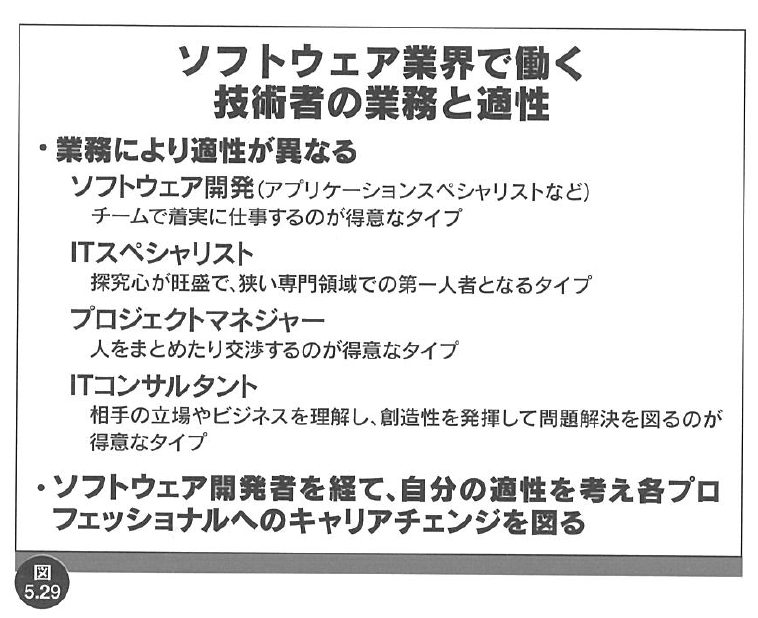 ソフトウェア業界で働く
技術者の業務と適性
・業務により適性が異なる
ソフトウェア開発(アプリケーションスペシャリストなど)
チームで着実に仕事するのが得意なタイプ
ITスペシャリスト
探究心が旺盛で、狭い専門領域での第一人者となるタイプ
プロジェクトマネジャー
人をまとめたり交渉するのが得意なタイプ
ITコンサルタント
相手の立場やビジネスを理解し、創造性を発揮して問題解決を図るのが
得意なタイプ
・ソフトウェア開発者を経て、自分の適性を考え各プロ
フェッショナルへのキャリアチェンジを図る
図
5.29